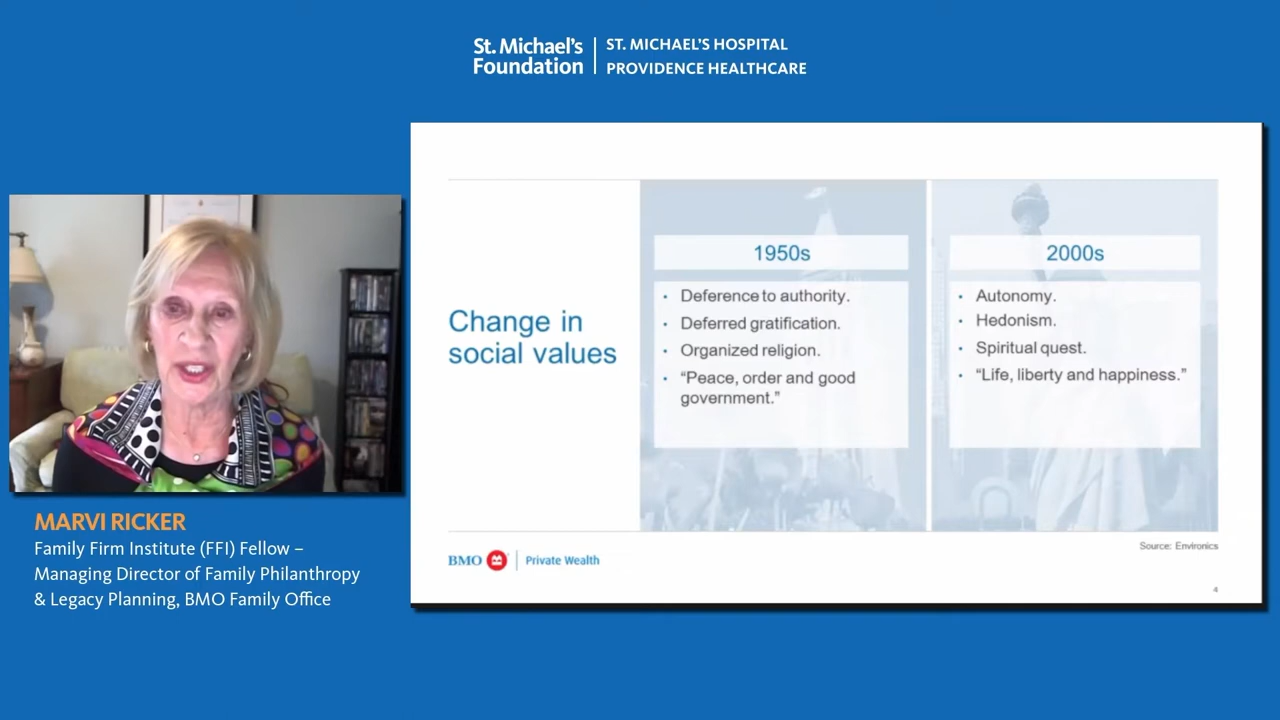 St. Michael's
Foundation
ST. MICHAEL'S HOSPITAL
PROVIDENCE HEALTHCARE
Change in
social values
1950s
• Deference to authority.
• Deferred gratification.
• Organized religion.
• “Peace, order and good
government.”
2000s
• Autonomy.
• Hedonism.
• Spiritual quest.
• “Life, liberty and happiness.”
Source: Environics
BMO
Private Wealth
4
MARVI RICKER
Family Firm Institute (FFI) Fellow –
Managing Director of Family Philanthropy
& Legacy Planning, BMO Family Office